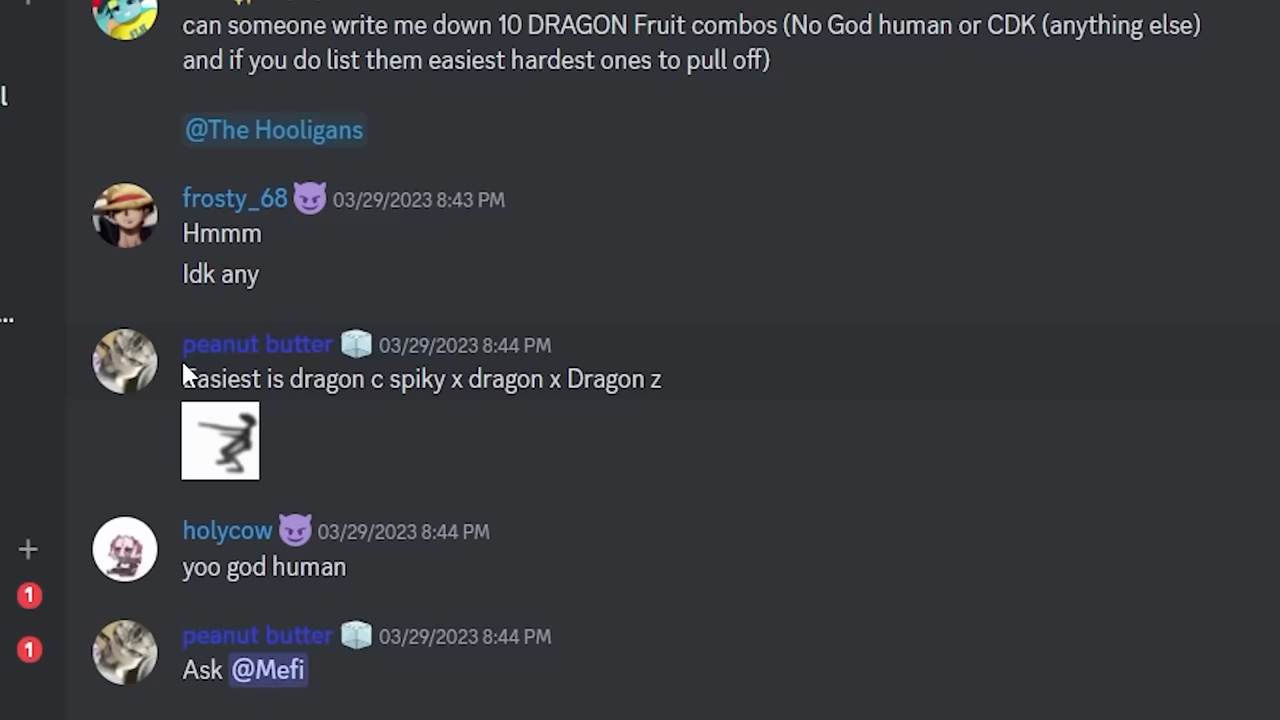 can someone write me down 10 DRAGON Fruit combos (No God human or CDK (anything else)
and if you do list them easiest hardest ones to pull off)
l
@The Hooligans
frosty_68 03/29/2023 8:43 PM
Hmmm
Idk any
...
peanut butter 03/29/2023 8:44 PM
Easiest is dragon c spiky x dragon x Dragon z
holycow 03/29/2023 8:44 PM
yoo god human
+
1
peanut butter 03/29/2023 8:44 PM
1
Ask @Mefi